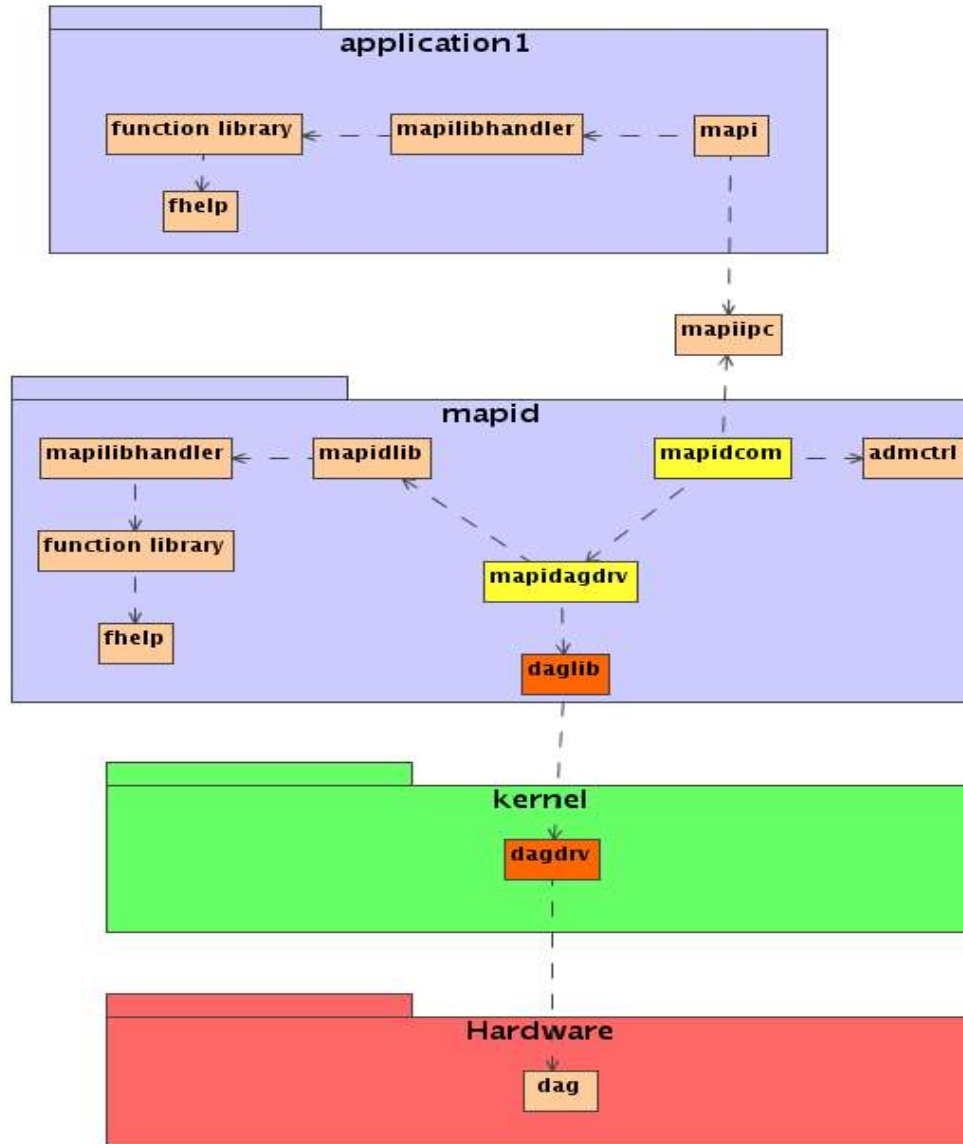 application1
function library
mapilibhandler
mapi
fhelp
mapiipc
mapid
mapilibhandler
mapidlib
mapidcom
admctrl
function library
mapidagdrv
fhelp
daglib
kernel
dagdrv
Hardware
dag